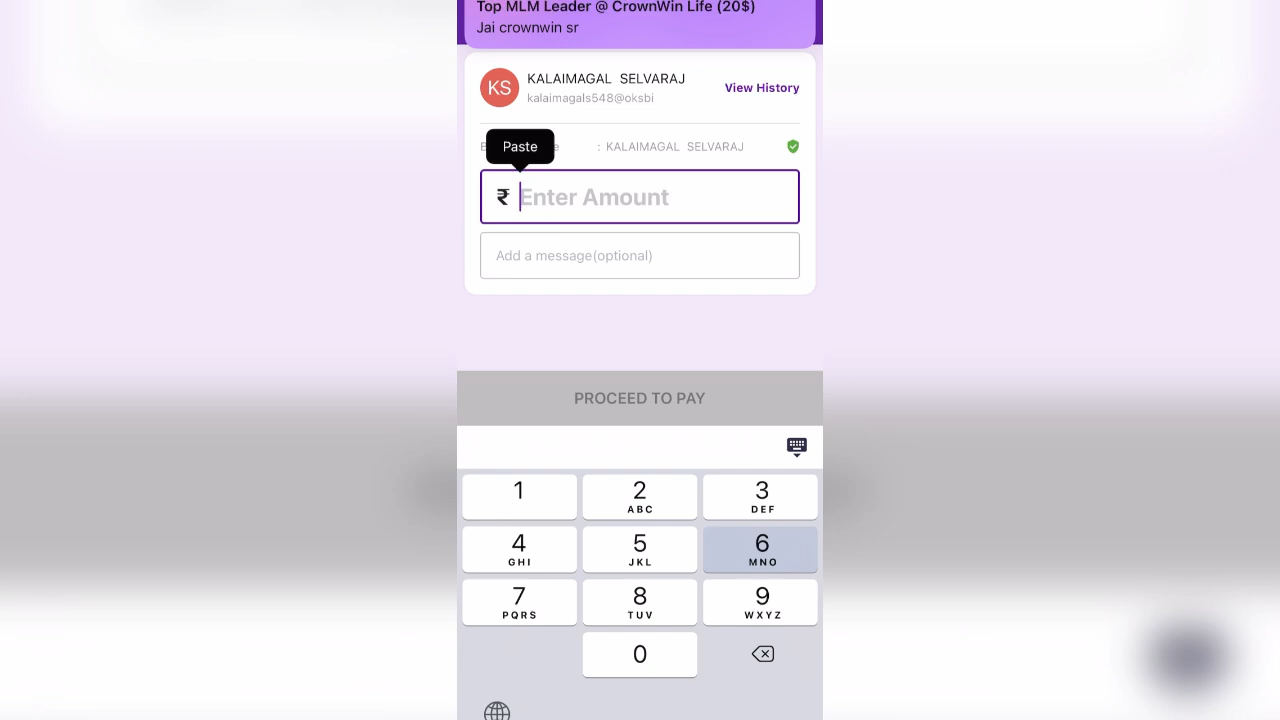 Top MLM Leader @ CrownWin Life (20$)
Jai crownwin sr
KS
KALAIMAGAL SELVARAJ
kalaimagals548@oksbi
View History
Paste
: KALAIMAGAL SELVARAJ
₹ Enter Amount
Add a message(optional)
PROCEED TO PAY
1
2
ABC
3
DEF
4
GHI
5
JKL
6
MNO
7
PQRS
8
TUV
9
WXYZ
0